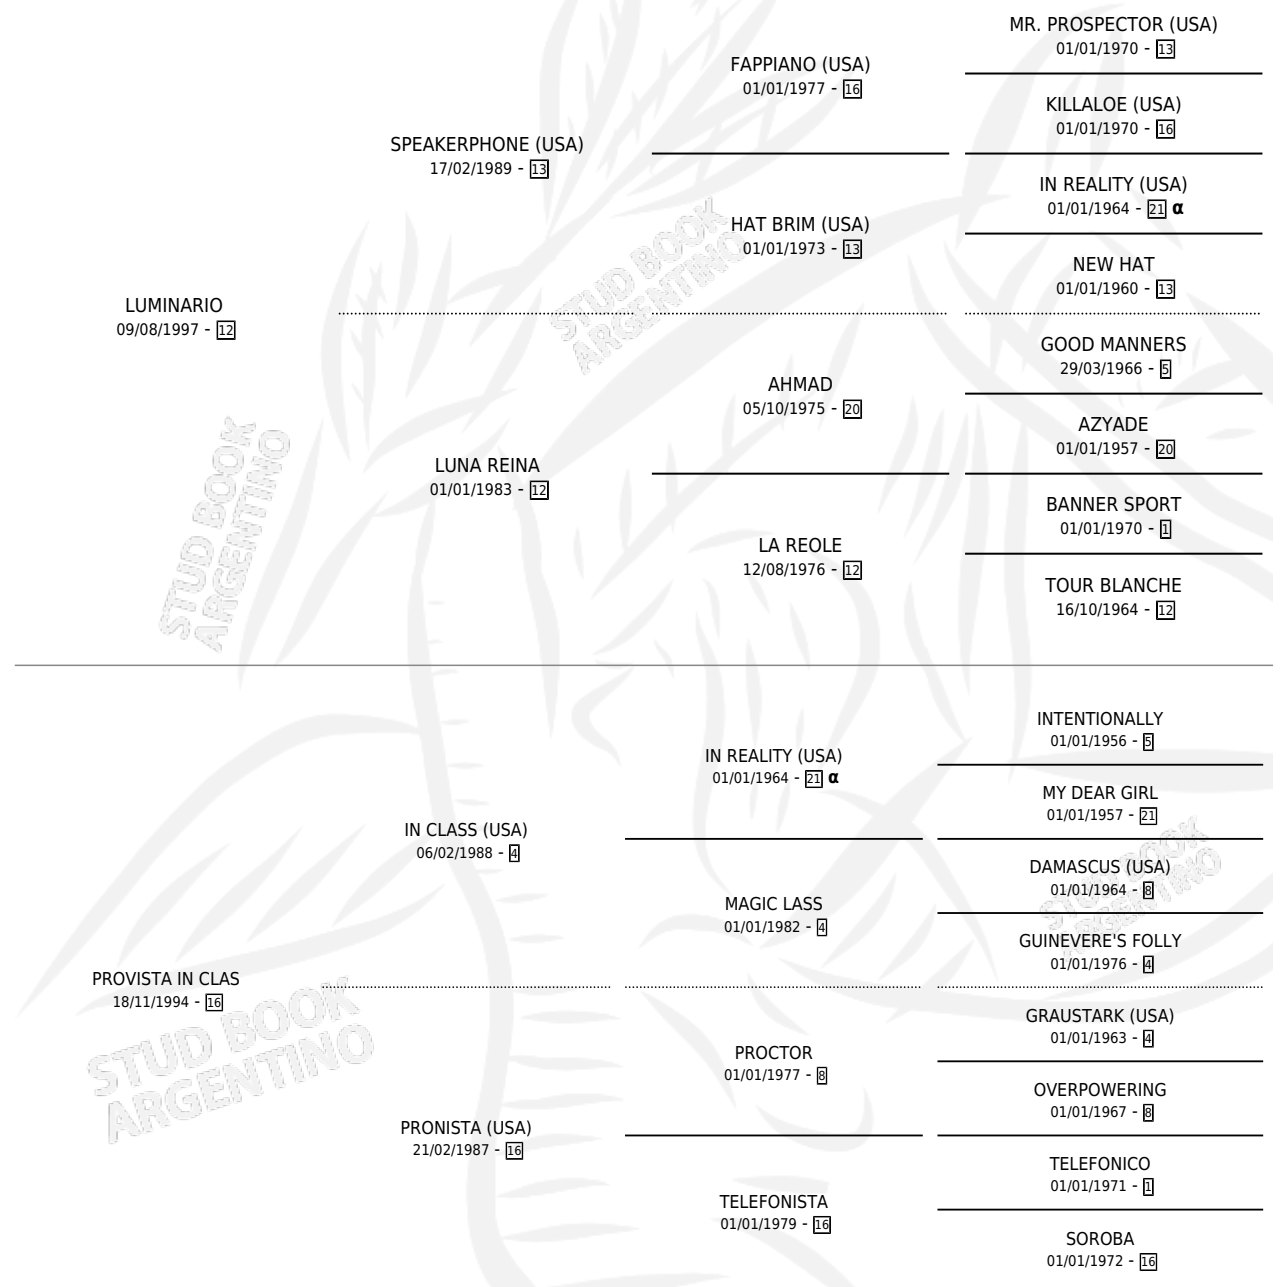 MR. PROSPECTOR (USA)
01/01/1970 - 13
FAPPIANO (USA)
01/01/1977 - 16
KILLALOE (USA)
01/01/1970 - 16
SPEAKERPHONE (USA)
17/02/1989 - 13
IN REALITY (USA)
01/01/1964 - 21 α
HAT BRIM (USA)
01/01/1973 - 13
NEW HAT
01/01/1960 - 13
LUMINARIO
09/08/1997 - 12
GOOD MANNERS
29/03/1966 - 5
AHMAD
05/10/1975 - 20
AZYADE
01/01/1957 - 20
LUNA REINA
01/01/1983 - 12
BANNER SPORT
01/01/1970 - 1
LA REOLE
12/08/1976 - 12
TOUR BLANCHE
16/10/1964 - 12
INTENTIONALLY
01/01/1956 - 5
IN REALITY (USA)
01/01/1964 - 21 α
MY DEAR GIRL
01/01/1957 - 21
IN CLASS (USA)
06/02/1988 - 4
DAMASCUS (USA)
01/01/1964 - 8
MAGIC LASS
01/01/1982 - 4
GUINEVERE'S FOLLY
01/01/1976 - 4
PROVISTA IN CLAS
18/11/1994 - 16
GRAUSTARK (USA)
01/01/1963 - 4
PROCTOR
01/01/1977 - 8
OVERPOWERING
01/01/1967 - 8
PRONISTA (USA)
21/02/1987 - 16
TELEFONICO
01/01/1971 - 1
TELEFONISTA
01/01/1979 - 16
SOROBA
01/01/1972 - 16
STUD BOOK
ARGENTINO
STUD BOOK
ARGENTINO
STUD BOOK
ARGENTINO
STUD BOOK
ARGENTINO